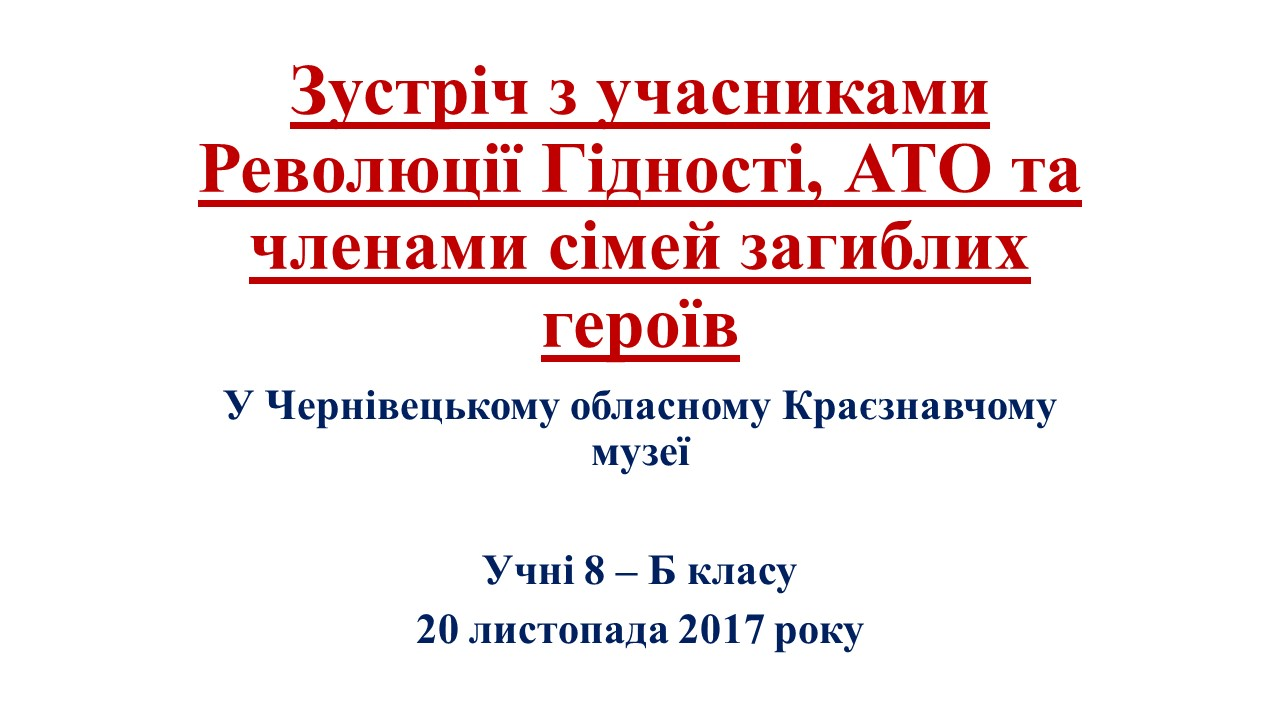 Зустріч з учасниками
Революції Гідності, АТО та
членами сімей загиблих
героїв
У Чернівецькому обласному Краєзнавчому
музеї
Учні 8 – Б класу
20 листопада 2017 року